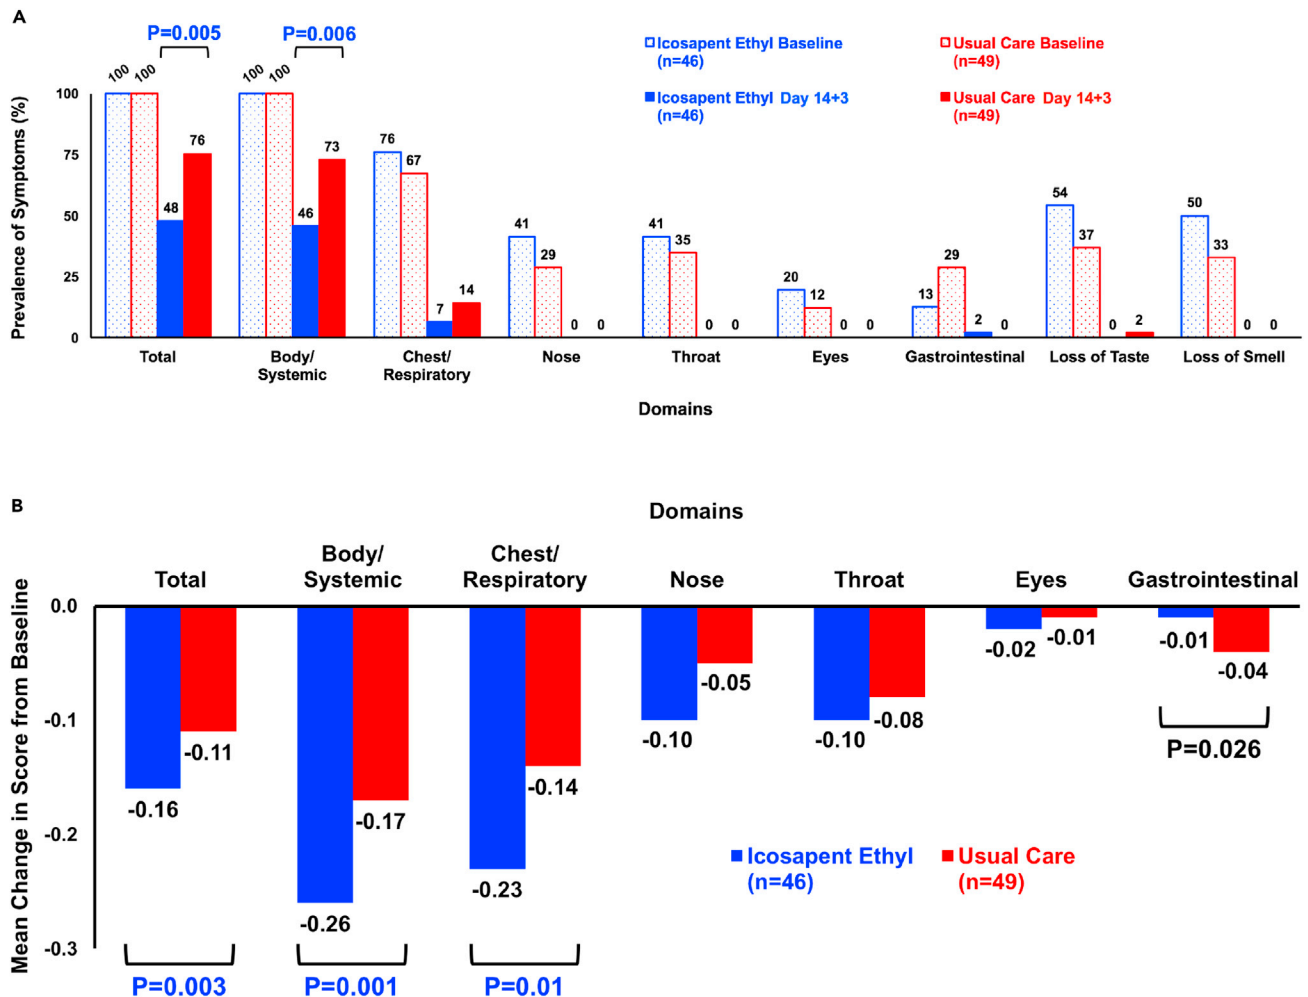 A
P=0.005
P=0.006
Icosapent Ethyl Baseline
(n=46)
Usual Care Baseline
(n=49)
Icosapent Ethyl Day 14+3
(n=46)
Usual Care Day 14+3
(n=49)
Prevalence of Symptoms (%)
100
75
50
25
0
100 100 48 76
100 100 46 73
76 67 7 14
41 29 0 0
41 35 0 0
20 12 0 0
13 29 2 0
54 37 0 2
50 33 0 0
Total
Body/
Systemic
Chest/
Respiratory
Nose
Throat
Eyes
Gastrointestinal
Loss of Taste
Loss of Smell
Domains
B
Domains
Total
Body/
Systemic
Chest/
Respiratory
Nose
Throat
Eyes
Gastrointestinal
Mean Change in Score from Baseline
0.0
-0.1
-0.2
-0.3
-0.16
-0.11
-0.26
-0.17
-0.23
-0.14
-0.10
-0.05
-0.10
-0.08
-0.02
-0.01
-0.01
-0.04
P=0.026
Icosapent Ethyl
(n=46)
Usual Care
(n=49)
P=0.003
P=0.001
P=0.01